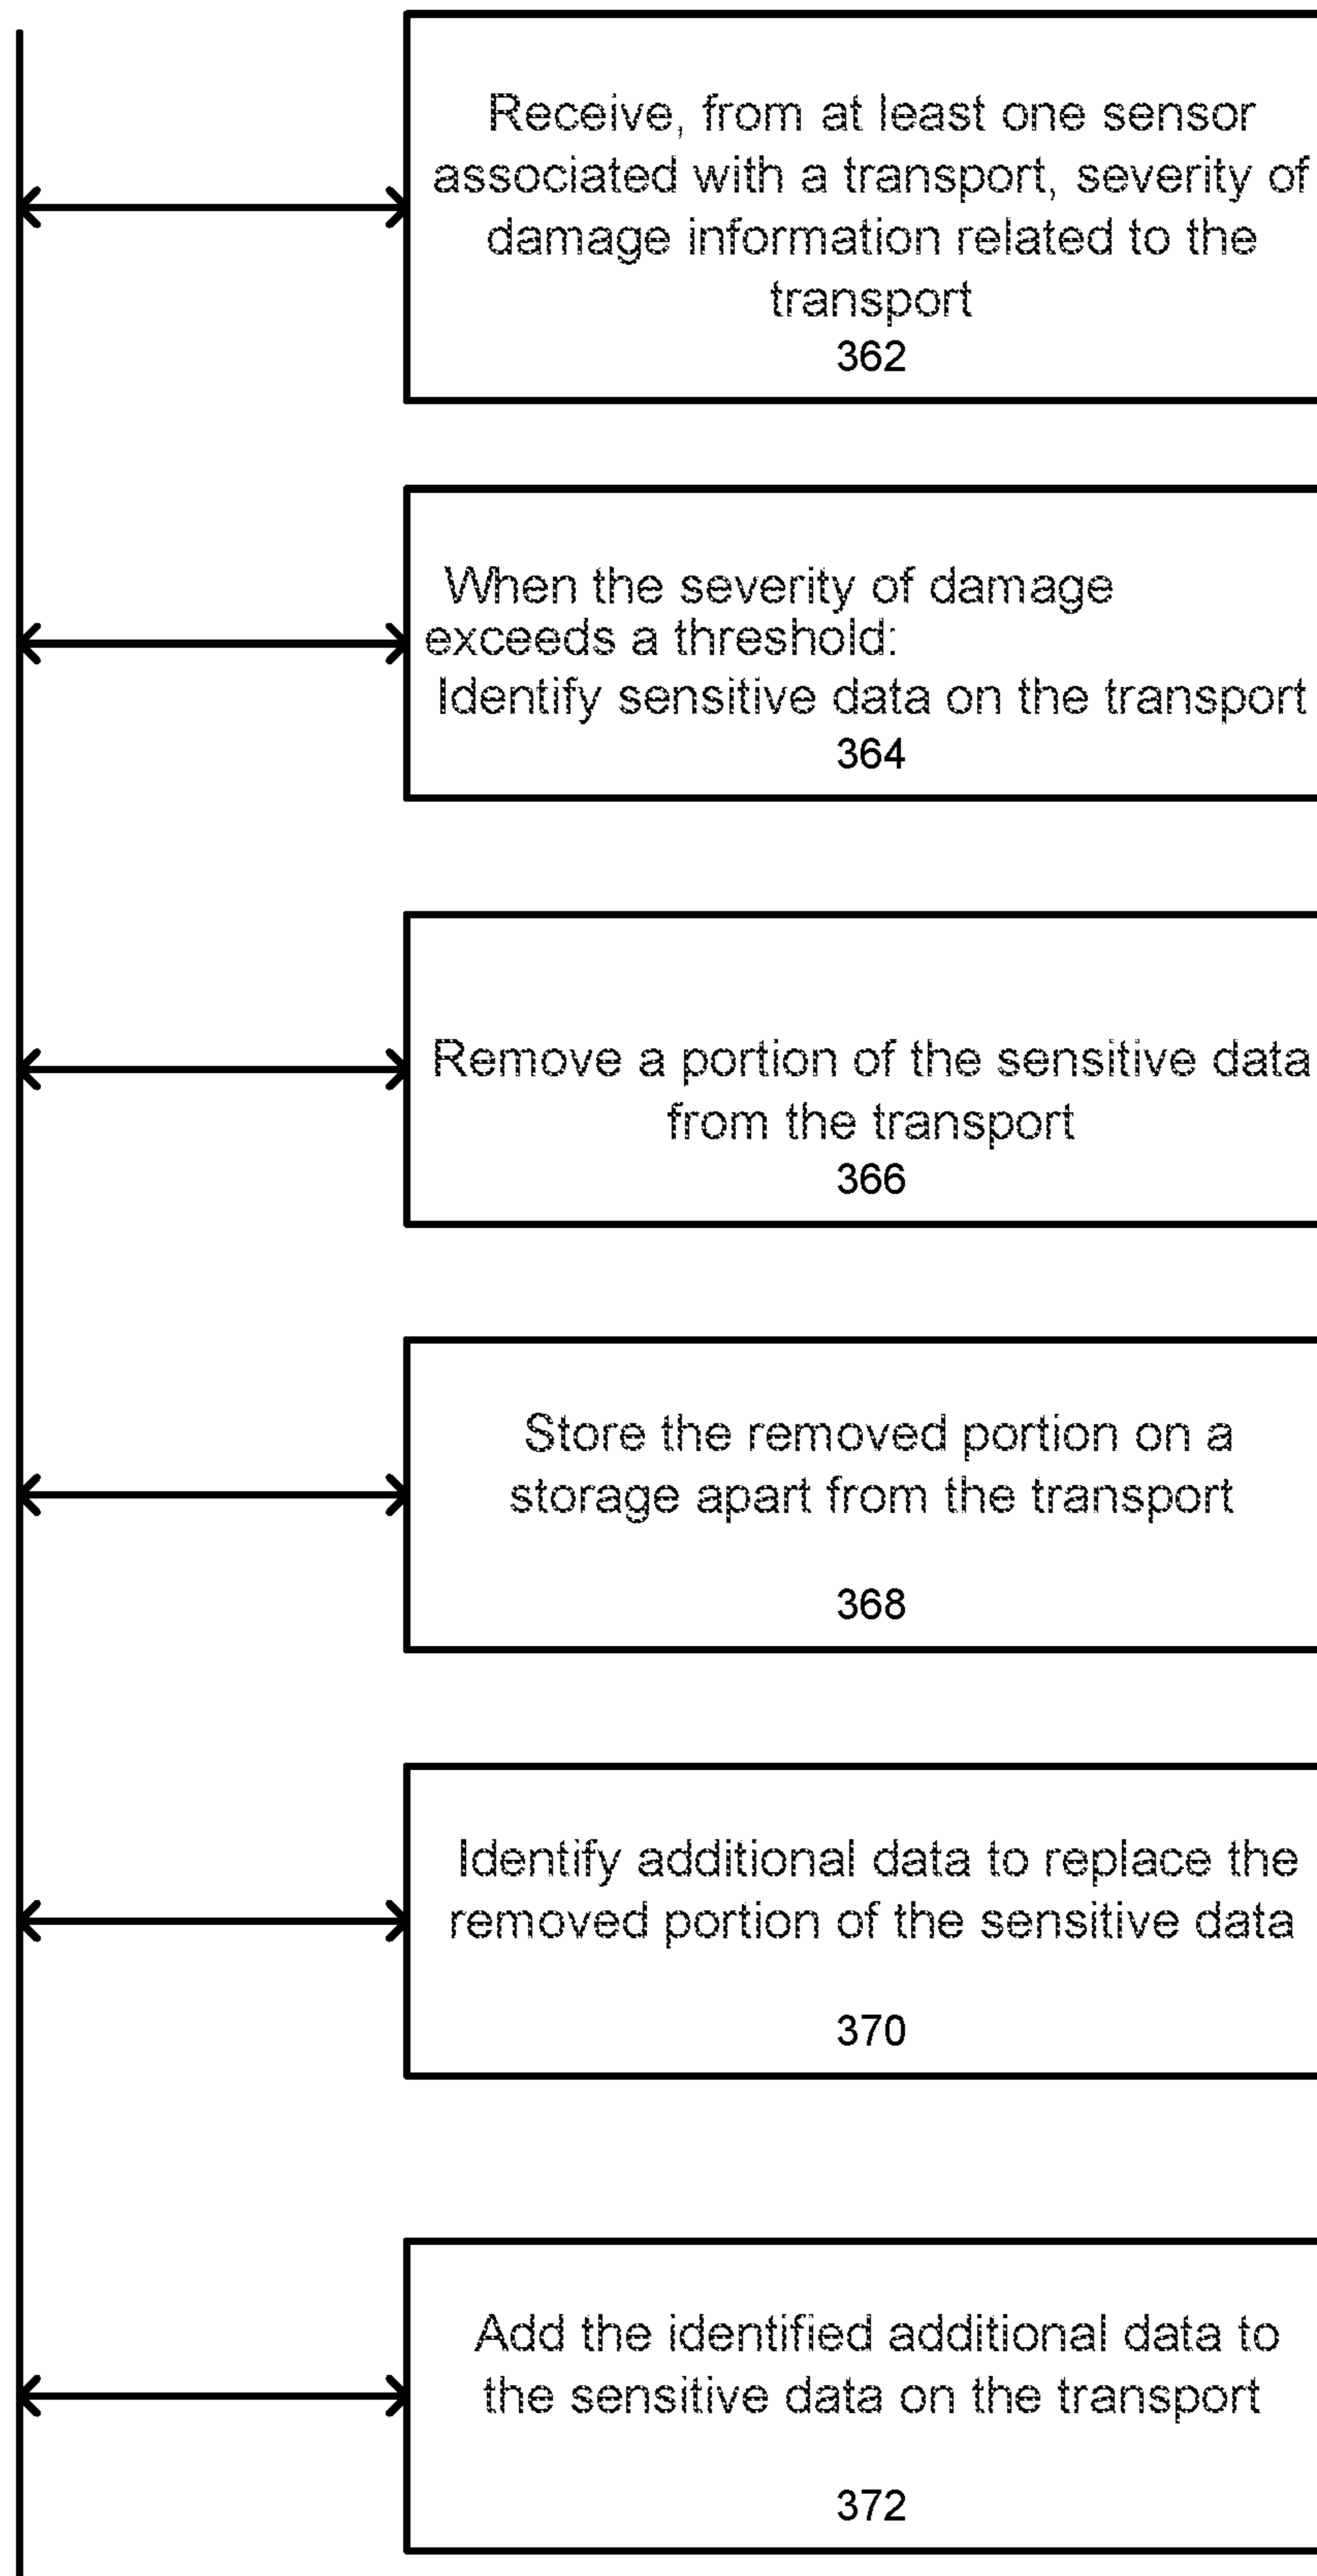 Receive, from at least one sensor
associated with a transport, severity of
damage information related to the
transport
362
When the severity of damage
exceeds a threshold:
Identify sensitive data on the transport
364
Remove a portion of the sensitive data
from the transport
366
Store the removed portion on a
storage apart from the transport
368
Identify additional data to replace the
removed portion of the sensitive data
370
Add the identified additional data to
the sensitive data on the transport
372